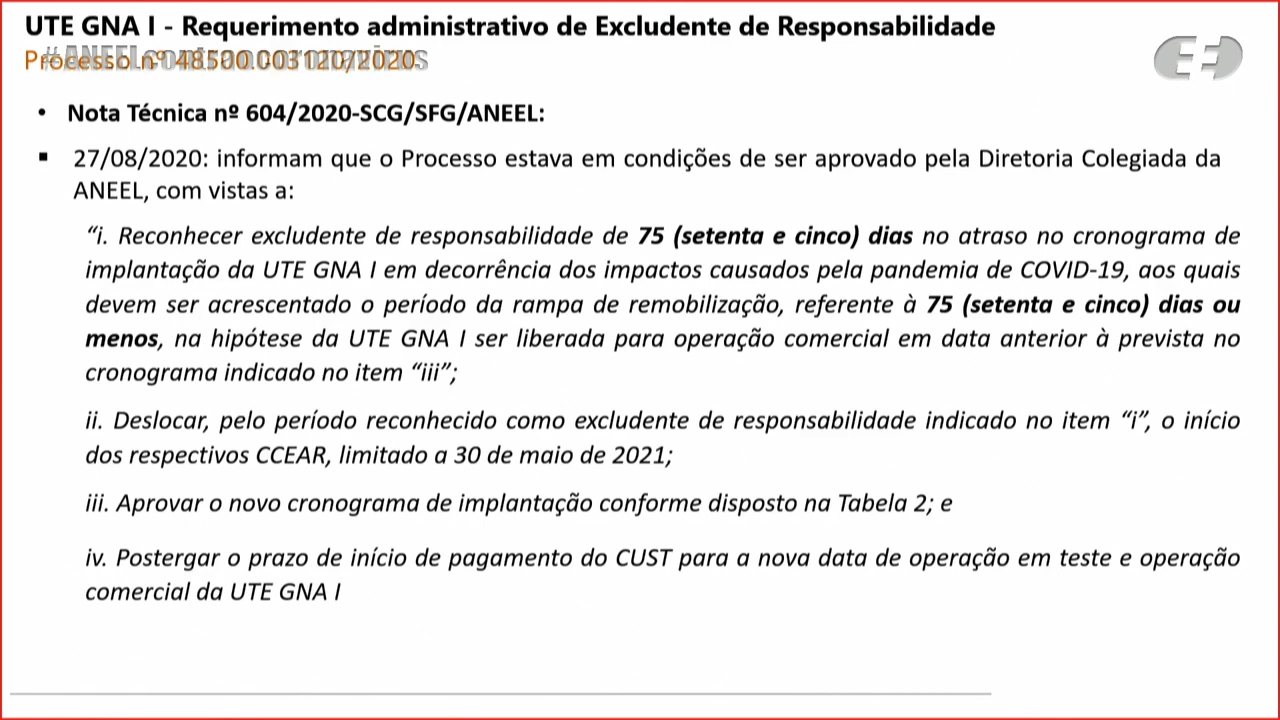 UTE GNA I - Requerimento administrativo de Excludente de Responsabilidade
Processo nº 48500.003120/2020-
#ANEELcontraocoronavírus
• Nota Técnica nº 604/2020-SCG/SFG/ANEEL:
▪ 27/08/2020: informam que o Processo estava em condições de ser aprovado pela Diretoria Colegiada da
ANEEL, com vistas a:
“i. Reconhecer excludente de responsabilidade de 75 (setenta e cinco) dias no atraso no cronograma de
implantação da UTE GNA I em decorrência dos impactos causados pela pandemia de COVID-19, aos quais
devem ser acrescentado o período da rampa de remobilização, referente à 75 (setenta e cinco) dias ou
menos, na hipótese da UTE GNA I ser liberada para operação comercial em data anterior à prevista no
cronograma indicado no item “iii”;
ii. Deslocar, pelo período reconhecido como excludente de responsabilidade indicado no item “i”, o início
dos respectivos CCEAR, limitado a 30 de maio de 2021;
iii. Aprovar o novo cronograma de implantação conforme disposto na Tabela 2; e
iv. Postergar o prazo de início de pagamento do CUST para a nova data de operação em teste e operação
comercial da UTE GNA I